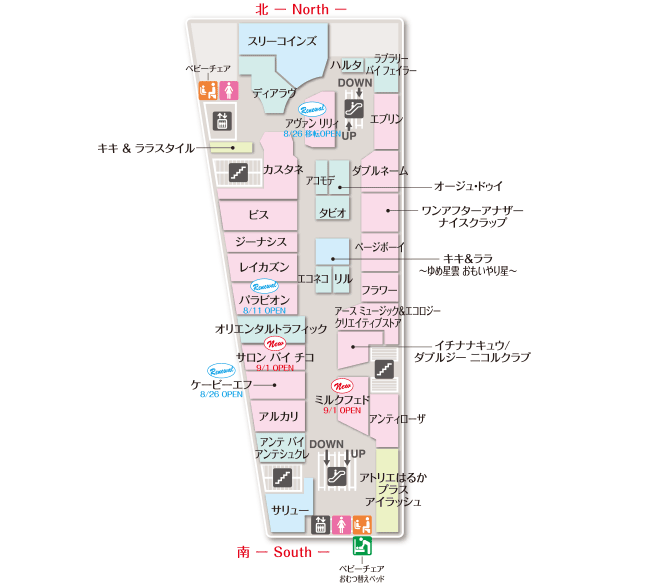 北 － North －
スリーコインズ
ハルタ
ラブラリー
バイ フェイラー
ベビーチェア
ディアラヴ
DOWN
Renewal
アヴァン リリィ
8/26 移転OPEN
UP
エブリン
キキ & ララスタイル
カスタネ
アコモデ
ダブルネーム
オージュ・ドゥイ
ビス
タビオ
ワンアフターアナザー
ナイスクラップ
ジーナシス
ページボーイ
レイカズン
キキ&ララ
～ゆめ星雲 おもいやり星～
エコネコ
リル
フラワー
Renewal
パラビオン
8/11 OPEN
アース ミュージック&エコロジー
クリエイティブストア
オリエンタルトラフィック
New
サロン バイ チコ
9/1 OPEN
イチナナキュウ/
ダブルジー ニコルクラブ
Renewal
ケービーエフ
8/26 OPEN
New
ミルクフェド
9/1 OPEN
アルカリ
アンティローザ
アンテ バイ
アンテシュクレ
DOWN
UP
アトリエはるか
プラス
アイラッシュ
サリュー
南 － South －
ベビーチェア
おむつ替えベッド